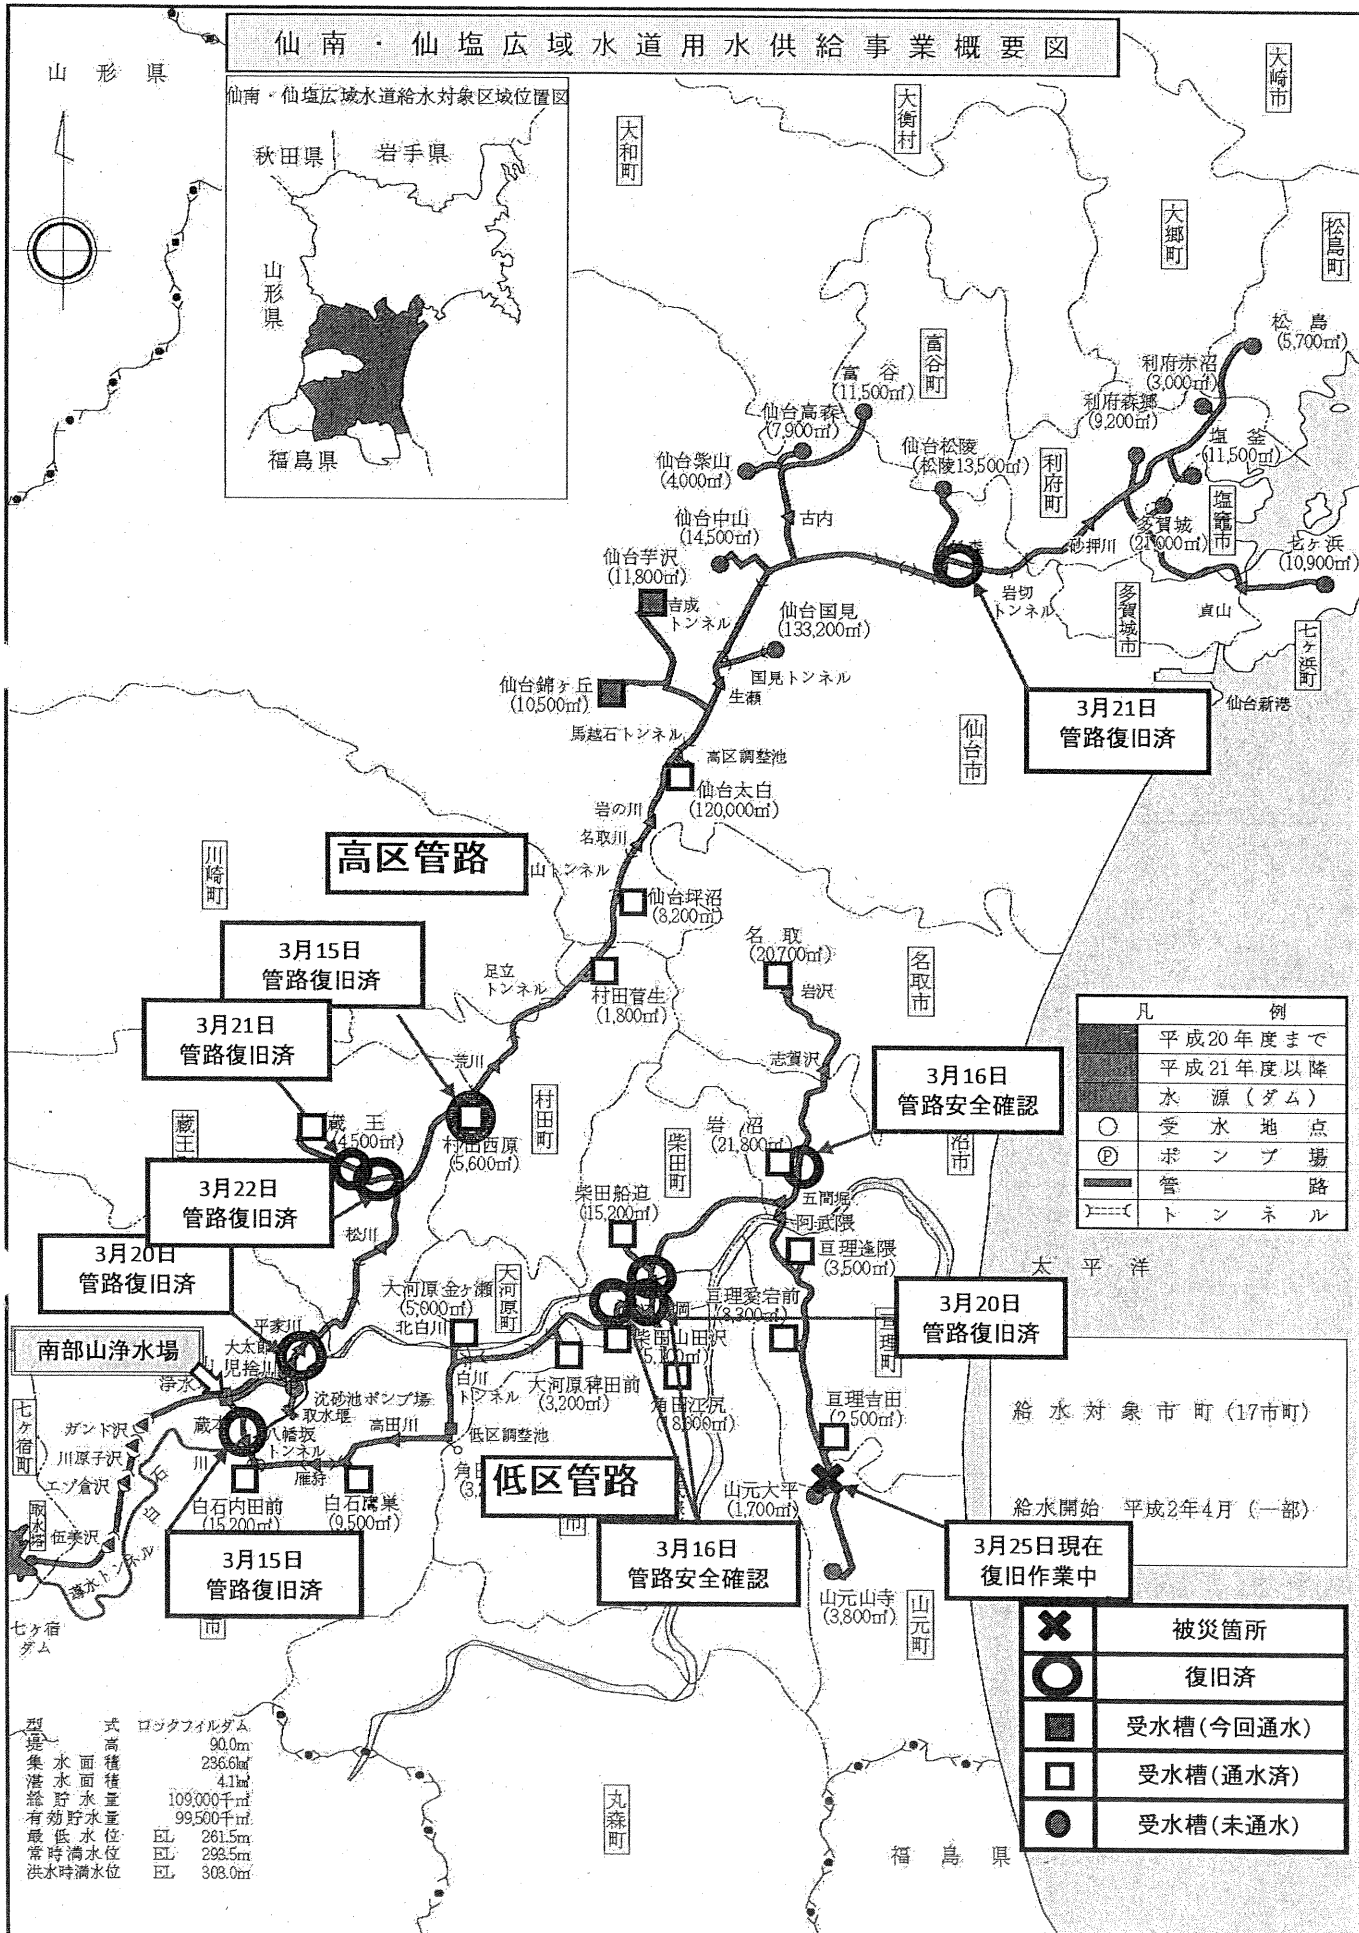 仙南・仙塩広域水道用水供給事業概要図
山形県
仙南・仙塩広域水道給水対象区域位置図
秋田県
岩手県
山形県
福島県
大和町
大衡村
大崎市
大郷町
松島町
富谷町
利府町
塩竈市
多賀城市
七ヶ浜町
仙台市
松島
(5,700㎥)
利府赤沼
(3,000㎥)
利府森郷
(9,200㎥)
塩釜
(11,500㎥)
富谷
(11,500㎥)
仙台高森
(7,900㎥)
仙台松陵
(松陵13,500㎥)
仙台紫山
(4,000㎥)
仙台中山
(14,500㎥)
古内
砂押川
多賀城
(21,000㎥)
七ヶ浜
(10,900㎥)
仙台芋沢
(11,800㎥)
吉成
トンネル
岩切
トンネル
貞山
仙台国見
(133,200㎥)
国見トンネル
仙台錦ヶ丘
(10,500㎥)
生瀬
仙台新港
3月21日
管路復旧済
馬越石トンネル
高区調整池
仙台太白
(120,000㎥)
岩の川
名取川
高区管路
山トンネル
川崎町
仙台坪沼
(8,200㎥)
3月15日
管路復旧済
足立
トンネル
村田菅生
(1,800㎥)
名取
(20,700㎥)
岩沢
名取市
3月21日
管路復旧済
荒川
村田町
志賀沢
凡例
平成20年度まで
平成21年度以降
水源(ダム)
受水地点
Ⓟ ポンプ場
管路
トンネル
3月16日
管路安全確認
蔵王
(4,500㎥)
村田西原
(5,600㎥)
柴田町
岩沼
(21,800㎥)
沼市
3月22日
管路復旧済
松川
柴田船迫
(15,200㎥)
五間堀
阿武隈
亘理逢隈
(3,500㎥)
太平洋
3月20日
管路復旧済
大河原町
大河原金ヶ瀬
(5,900㎥)
北白川
亘理愛宕前
(8,300㎥)
3月20日
管路復旧済
亘理町
南部山浄水場
平家川
大太郎
児捨川
浄水
柴田山田沢
(5,100㎥)
白川
トンネル
大河原稗田前
(3,200㎥)
角田江尻
(18,600㎥)
沈砂池ポンプ場
取水堰
七ヶ宿町
ガンド沢
川原子沢
エゾ倉沢
八幡坂
トンネル
高田川
低区調整池
雁狩
亘理吉田
(2,500㎥)
給水対象市町(17市町)
低区管路
白石内田前
(15,200㎥)
白石鷹巣
(9,500㎥)
山元大平
(1,700㎥)
給水開始 平成2年4月(一部)
取水塔
伍美沢
導水トンネル
白石川
3月15日
管路復旧済
3月16日
管路安全確認
3月25日現在
復旧作業中
七ヶ宿
ダム
市
山元山寺
(3,800㎥)
山元町
被災箇所
復旧済
受水槽(今回通水)
受水槽(通水済)
受水槽(未通水)
型式 ロックフィルダム
堤高 90.0m
集水面積 236.6k㎡
湛水面積 4.1k㎡
総貯水量 109,000千㎥
有効貯水量 99,500千㎥
最低水位 EL 261.5m
常時満水位 EL 293.5m
洪水時満水位 EL 303.0m
丸森町
福島県